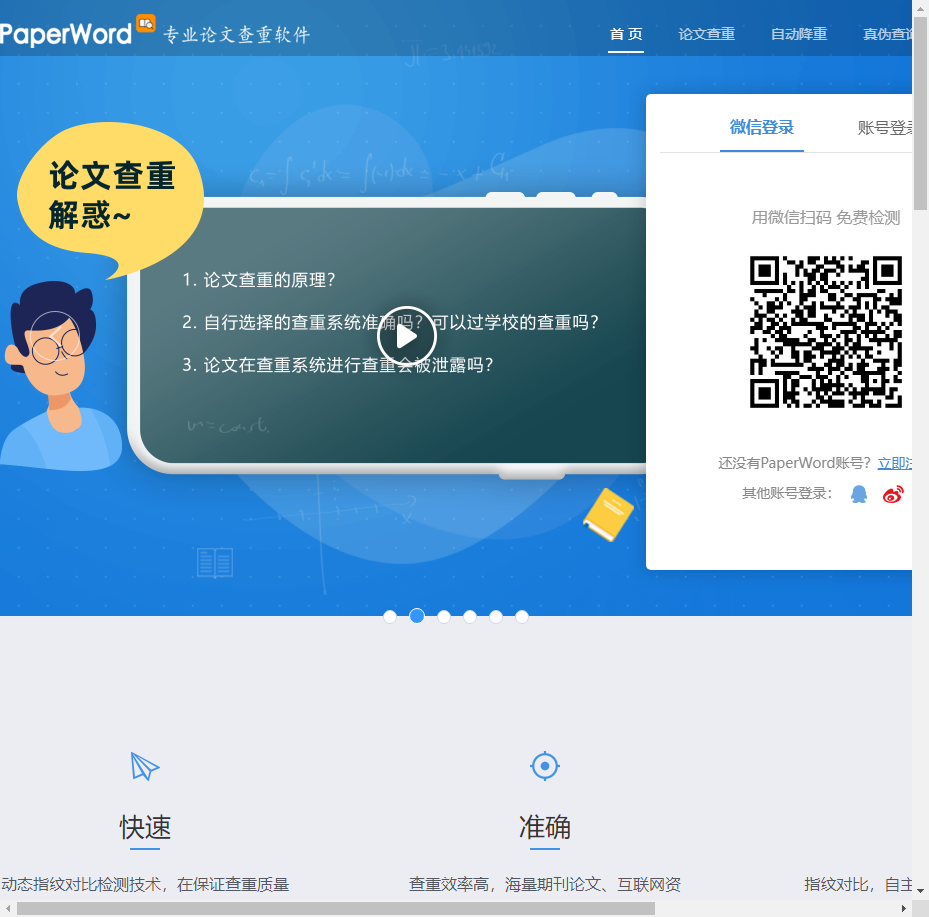 PaperWord 专业论文查重软件
首 页 论文查重 自动降重 真伪查询
微信登录 账号登录
论文查重
解惑~
用微信扫码 免费检测
1. 论文查重的原理？
2. 自行选择的查重系统准确吗？可以过学校的查重吗？
3. 论文在查重系统进行查重会被泄露吗？
还没有PaperWord账号？ 立即注
其他账号登录：
快速
准确
动态指纹对比检测技术，在保证查重质量
查重效率高，海量期刊论文、互联网资
指纹对比，自主